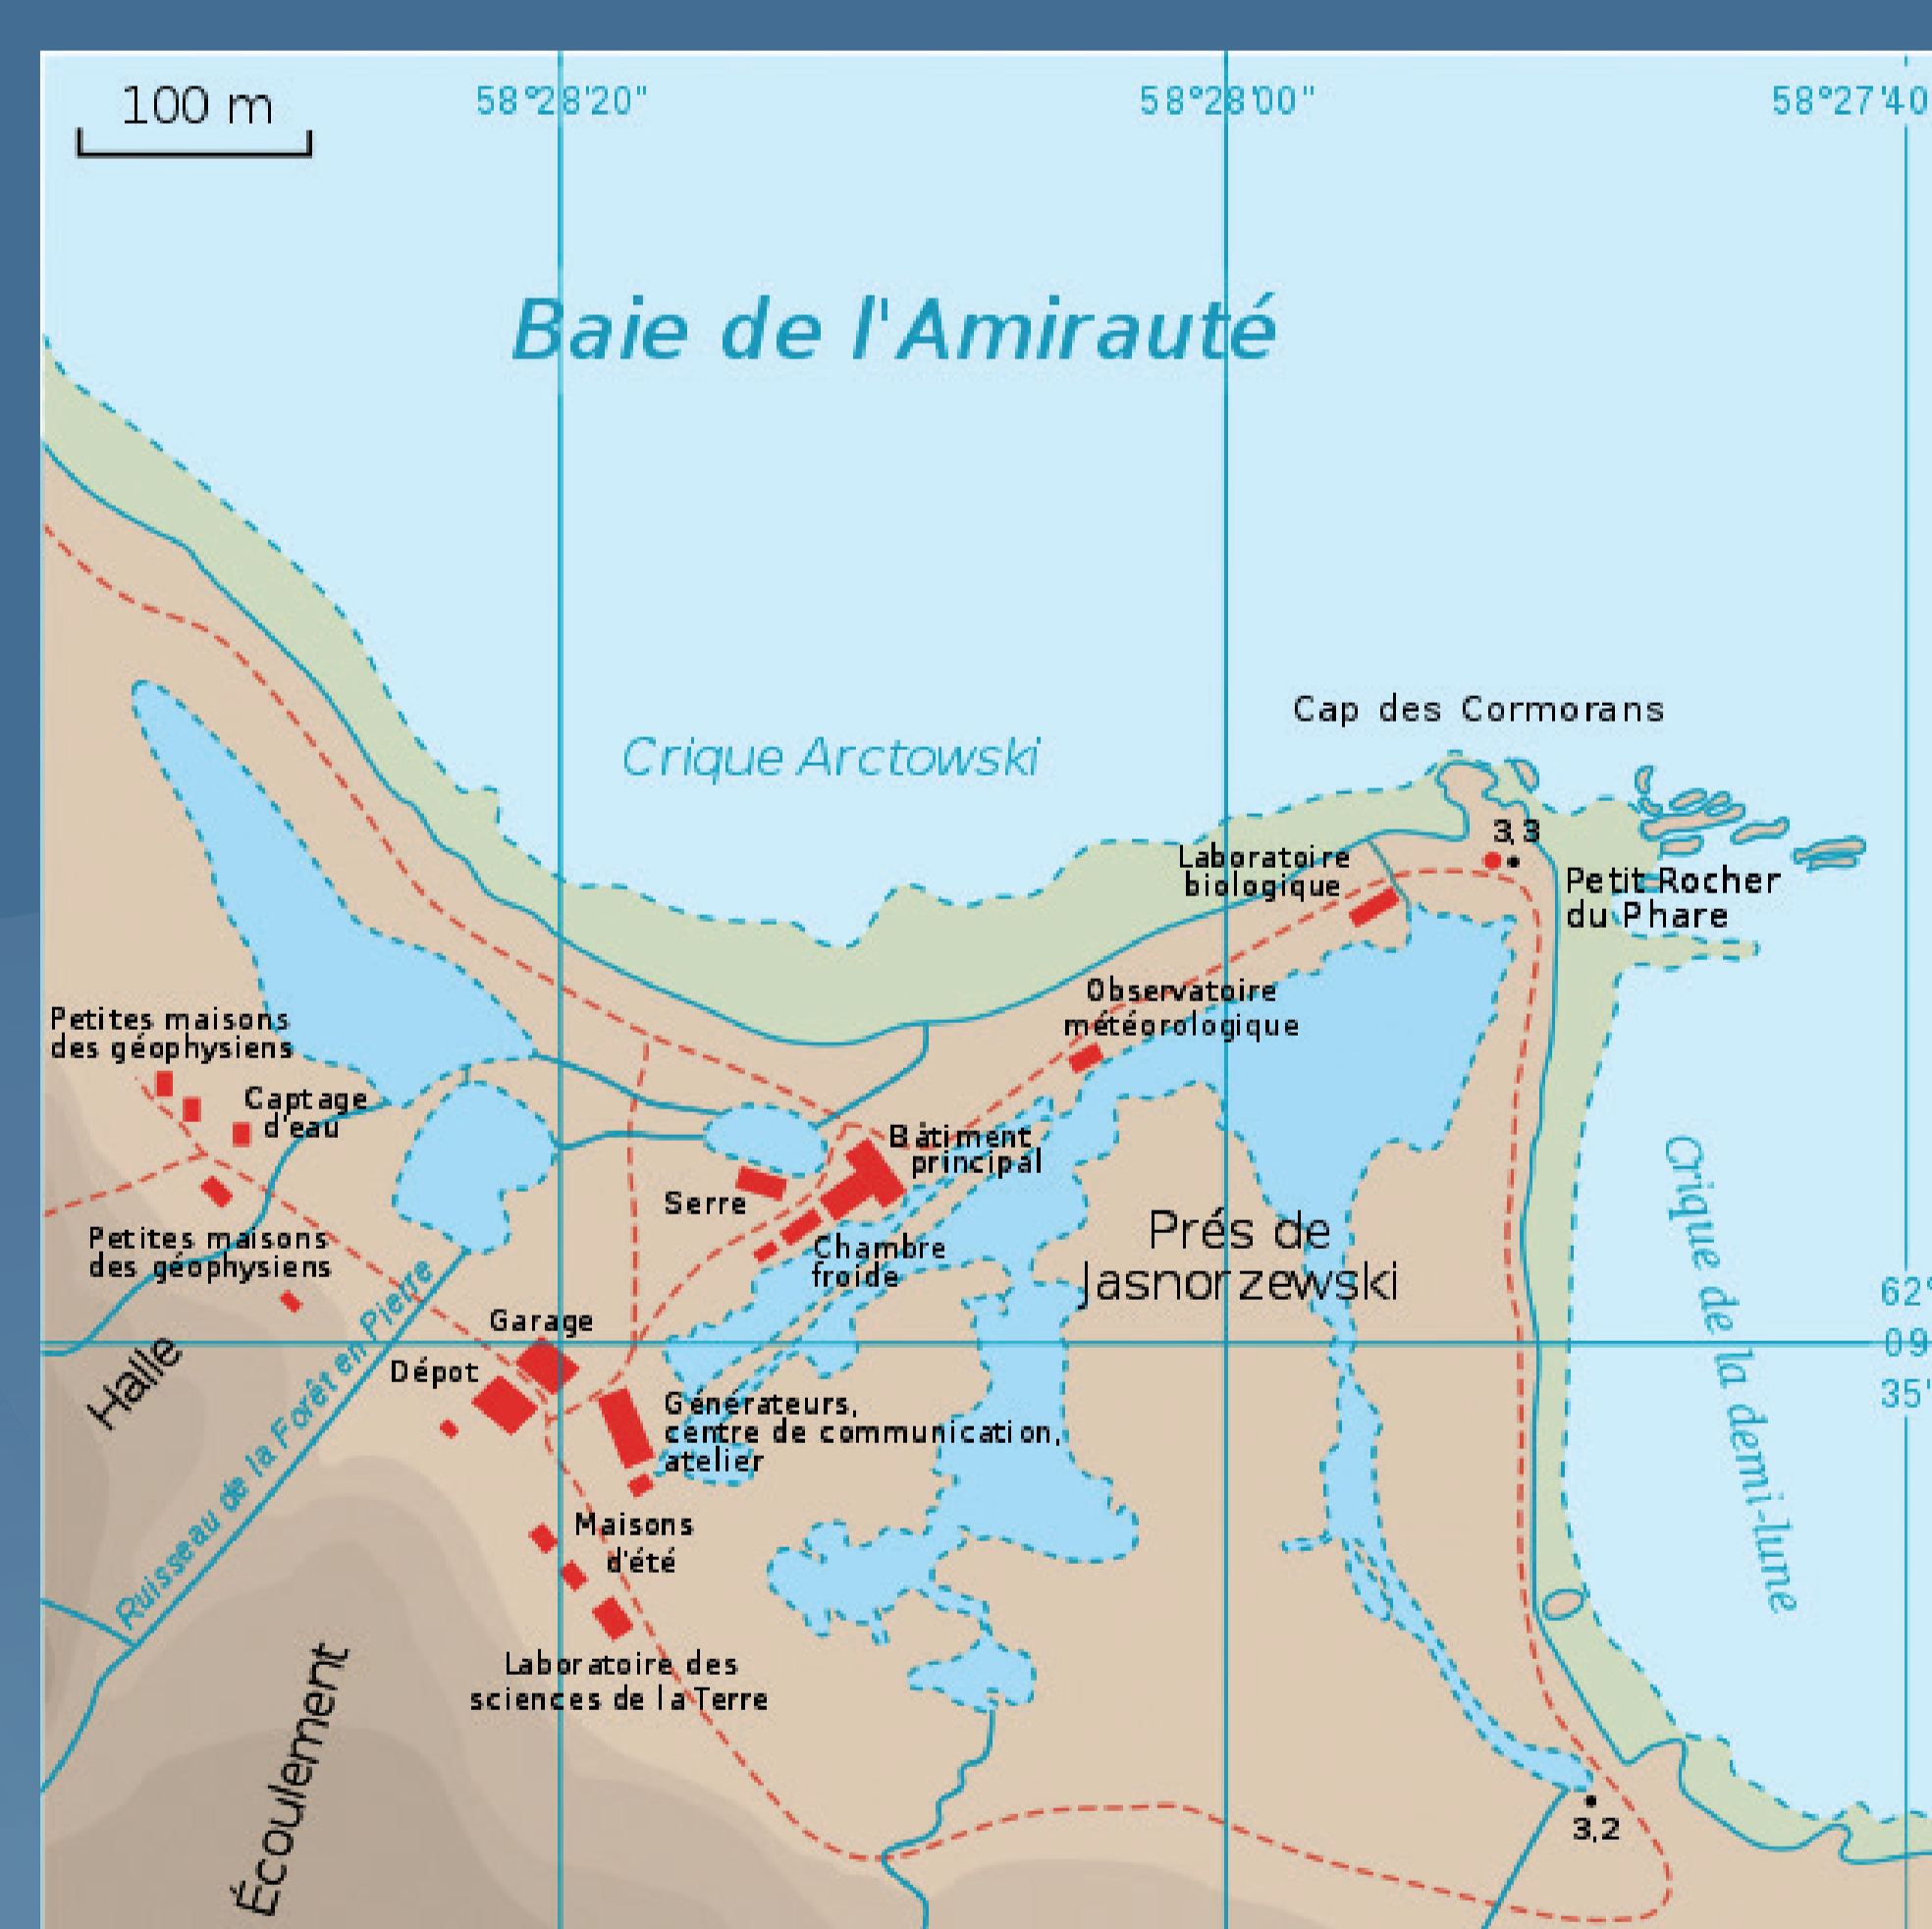 100 m
58°28'20"
58°28'00"
58°27'40
Baie de l'Amirauté
Cap des Cormorans
Crique Arctowski
3,3
Laboratoire
biologique
Petit Rocher
du Phare
Observatoire
météorologique
Petites maisons
des géophysiens
Captage
d'eau
Bâtiment
principal
Serre
Prés de
Jasnorzewski
Crique de la demi-lune
Petites maisons
des géophysiens
Chambre
froide
62°
09
35'
Garage
Dépot
Halle
Ruisseau de la Forêt en Pierre
Générateurs,
centre de communication,
atelier
Maisons
d'été
Laboratoire des
sciences de la Terre
Écoulement
3,2